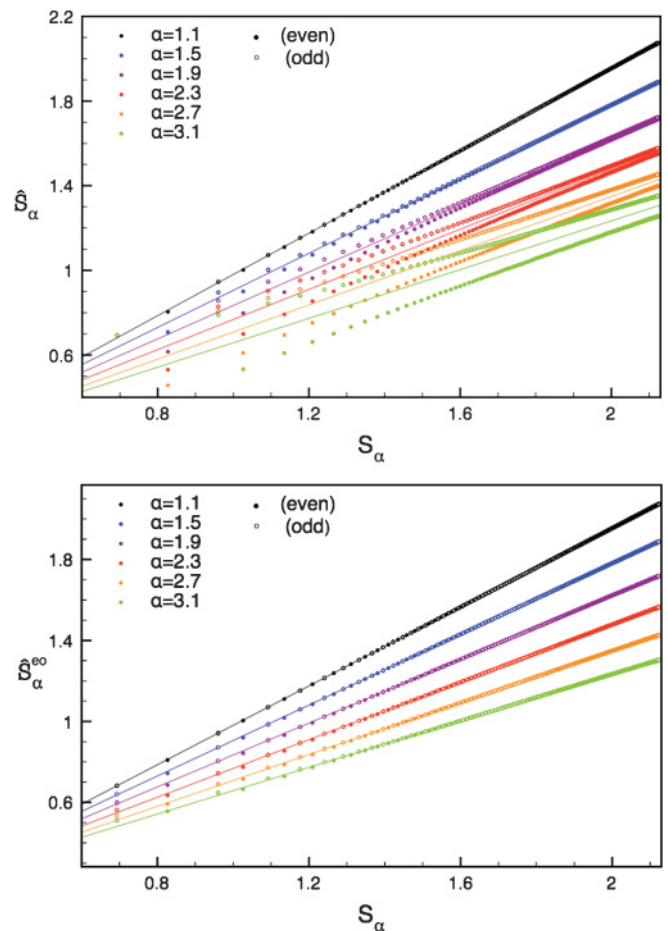 2.2
1.8
1.4
1
0.6
α=1.1 • (even)
α=1.5 ○ (odd)
α=1.9
α=2.3
α=2.7
α=3.1
Ŝα
0.8 1.2 1.6 2
Sα
1.8
1.4
1
0.6
α=1.1 • (even)
α=1.5 ○ (odd)
α=1.9
α=2.3
α=2.7
α=3.1
Ŝα^eo
0.8 1.2 1.6 2
Sα